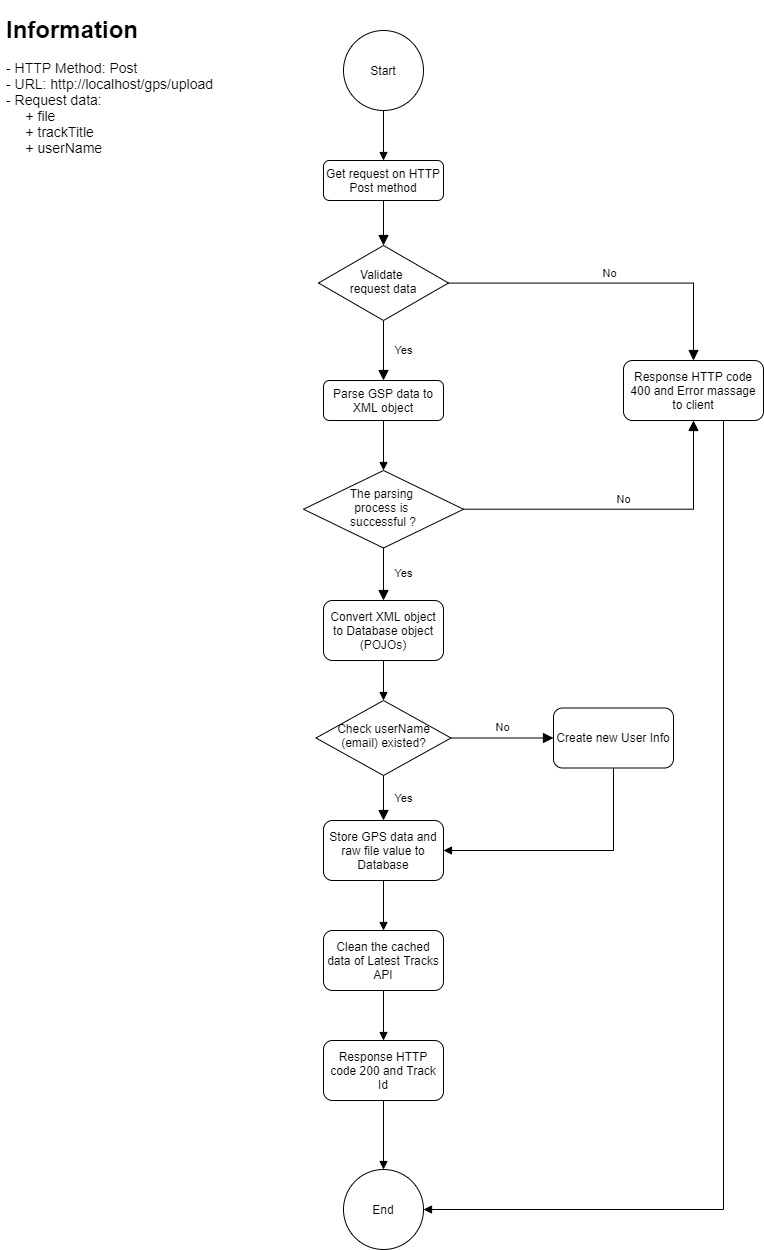 Information
- HTTP Method: Post
- URL: http://localhost/gps/upload
- Request data:
+ file
+ trackTitle
+ userName
Start
Get request on HTTP
Post method
Validate
request data
No
Yes
Response HTTP code
400 and Error massage
to client
Parse GSP data to
XML object
The parsing
process is
successful ?
No
Yes
Convert XML object
to Database object
(POJOs)
Check userName
(email) existed?
No
Create new User Info
Yes
Store GPS data and
raw file value to
Database
Clean the cached
data of Latest Tracks
API
Response HTTP
code 200 and Track
Id
End